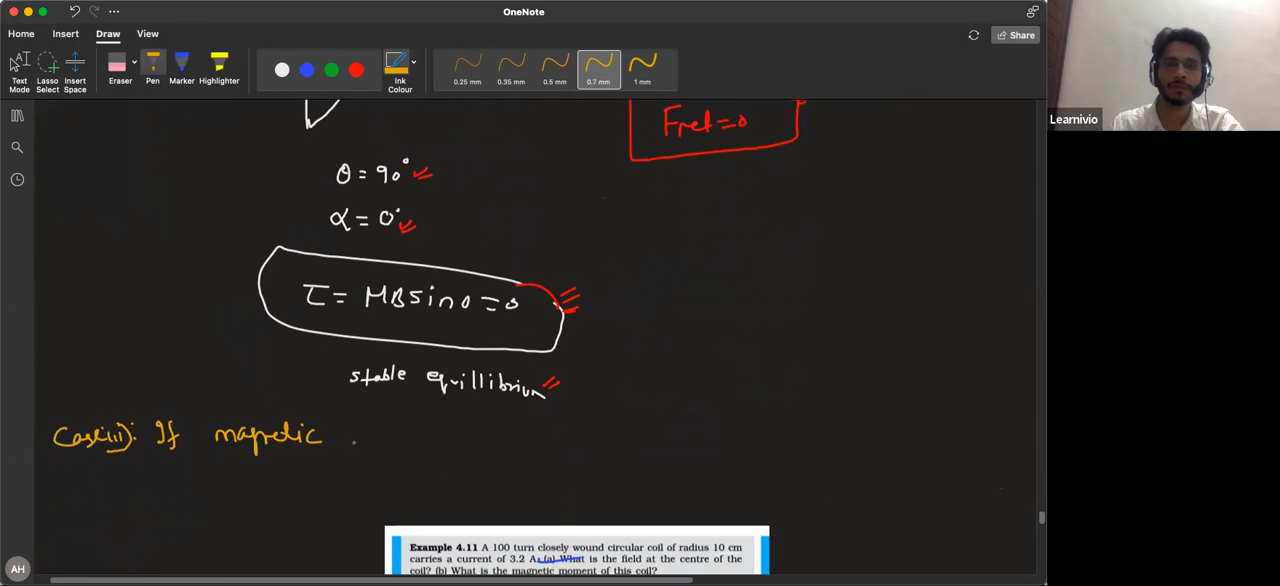 OneNote
Home Insert Draw View
Share
Text Mode
Lasso Select
Insert Space
Eraser
Pen
Marker
Highlighter
Ink Colour
0.25 mm
0.35 mm
0.5 mm
0.7 mm
1 mm
Learnivio
Fnet=0
θ = 90°
α = 0°
τ = MBsin0 = 0
stable equillibrium
Case(iii): If magnetic
Example 4.11 A 100 turn closely wound circular coil of radius 10 cm
carries a current of 3.2 A. (a) What is the field at the centre of the
coil? (b) What is the magnetic moment of this coil?
AH